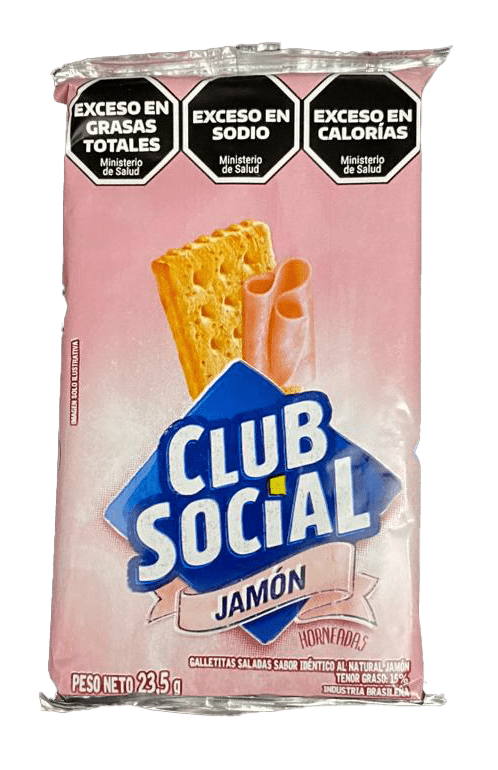 EXCESO EN
GRASAS
TOTALES
Ministerio
de Salud
EXCESO EN
SODIO
Ministerio
de Salud
EXCESO EN
CALORÍAS
Ministerio
de Salud
IMAGEN SOLO ILUSTRATIVA
CLUB
SOCIAL
JAMÓN
HORNEADAS
GALLETITAS SALADAS SABOR IDÉNTICO AL NATURAL JAMÓN
TENOR GRASO: 15%
INDUSTRIA BRASILEÑA
PESO NETO 23,5 g